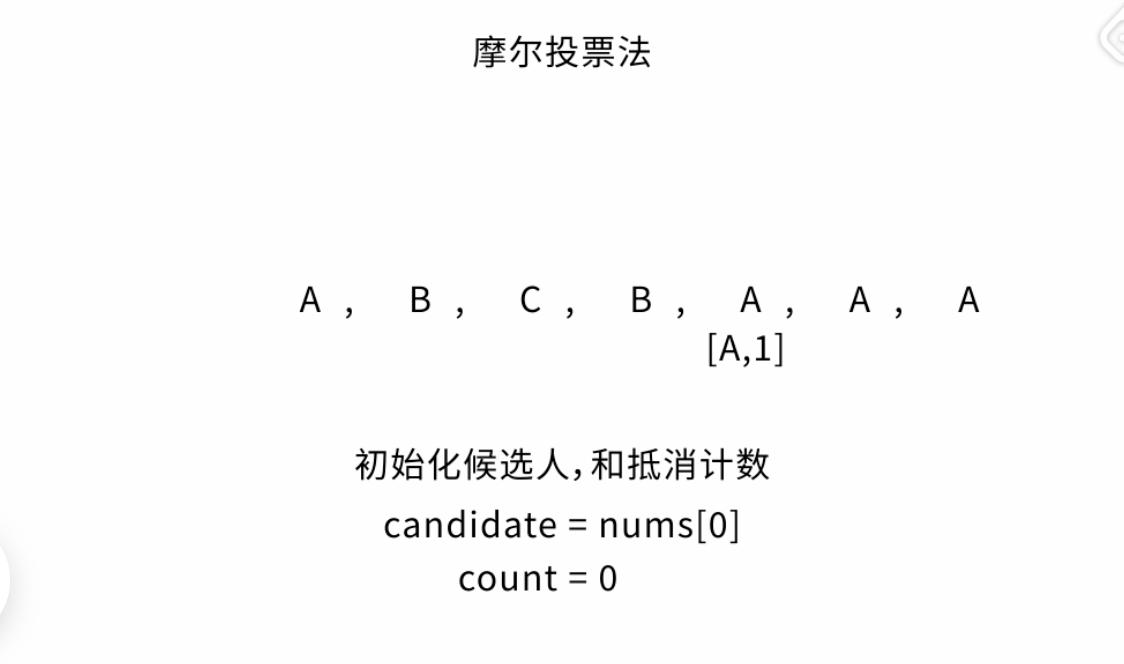 摩尔投票法
A , B , C , B , A , A , A
[A,1]
初始化候选人,和抵消计数
candidate = nums[0]
count = 0